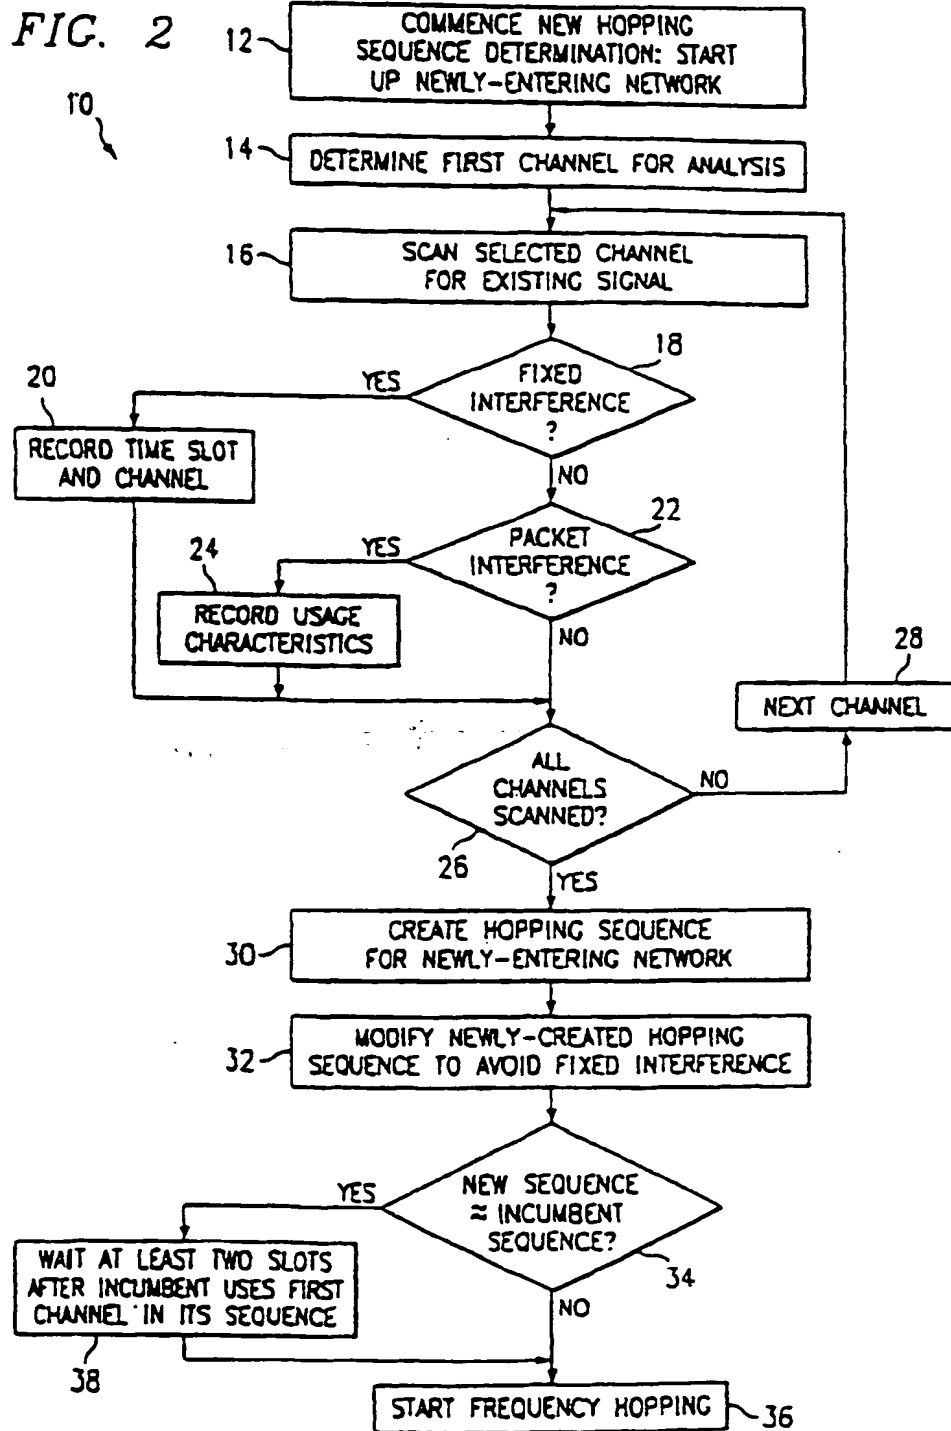 FIG. 2
10
12
COMMENCE NEW HOPPING
SEQUENCE DETERMINATION: START
UP NEWLY-ENTERING NETWORK
14
DETERMINE FIRST CHANNEL FOR ANALYSIS
16
SCAN SELECTED CHANNEL
FOR EXISTING SIGNAL
18
FIXED
INTERFERENCE
?
YES
NO
20
RECORD TIME SLOT
AND CHANNEL
22
PACKET
INTERFERENCE
?
YES
NO
24
RECORD USAGE
CHARACTERISTICS
28
NEXT CHANNEL
ALL
CHANNELS
SCANNED?
NO
26
YES
30
CREATE HOPPING SEQUENCE
FOR NEWLY-ENTERING NETWORK
32
MODIFY NEWLY-CREATED HOPPING
SEQUENCE TO AVOID FIXED INTERFERENCE
YES
NEW SEQUENCE
≈ INCUMBENT
SEQUENCE?
34
NO
WAIT AT LEAST TWO SLOTS
AFTER INCUMBENT USES FIRST
CHANNEL IN ITS SEQUENCE
38
START FREQUENCY HOPPING
36